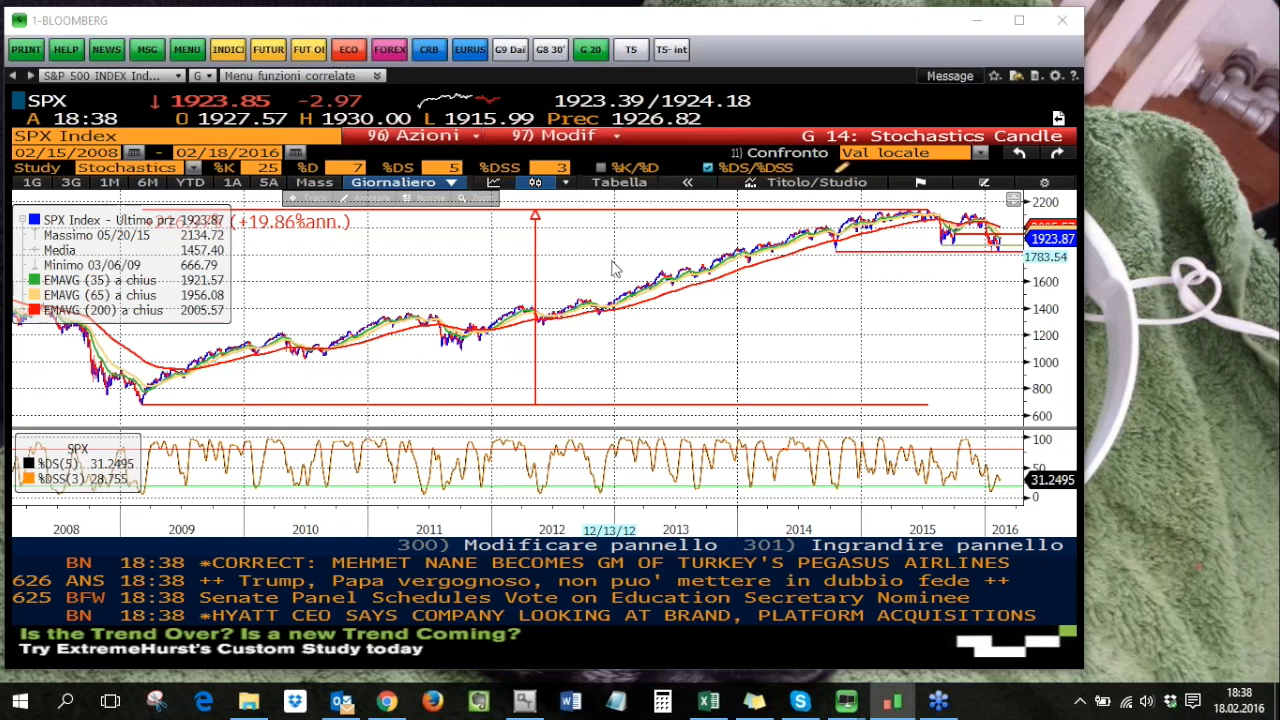 1-BLOOMBERG
PRINT HELP NEWS MSG MENU INDICI FUTUR FUT OI ECO FOREX CRB EURUS G9 Dai G8 30' G 20 TS TS- int
S&P 500 INDEX Ind... G Menu funzioni correlate Message
SPX ↓ 1923.85 -2.97 1923.39/1924.18
A 18:38 O 1927.57 H 1930.00 L 1915.99 Prec 1926.82
SPX Index 96) Azioni 97) Modif G 14: Stochastics Candle
02/15/2008 - 02/18/2016 11) Confronto Val locale
Study Stochastics %K 25 %D 7 %DS 5 %DSS 3 %K/%D %DS/%DSS
1G 3G 1M 6M YTD 1A 5A Mass Giornaliero Tabella « Titolo/Studio
(+19.86%ann.)
SPX Index - Ultimo prz 1923.87
Massimo 05/20/15 2134.72
Media 1457.40
Minimo 03/06/09 666.79
EMAVG (35) a chius 1921.57
EMAVG (65) a chius 1956.08
EMAVG (200) a chius 2005.57
2200
1923.87
1783.54
1600
1400
1200
1000
800
600
SPX
%DS(5) 31.2495
%DSS(3) 28.755
100
50
31.2495
0
2008 2009 2010 2011 2012 12/13/12 2013 2014 2015 2016
300) Modificare pannello 301) Ingrandire pannello
BN 18:38 *CORRECT: MEHMET NANE BECOMES GM OF TURKEY'S PEGASUS AIRLINES
626 ANS 18:38 ++ Trump, Papa vergognoso, non puo' mettere in dubbio fede ++
625 BFW 18:38 Senate Panel Schedules Vote on Education Secretary Nominee
BN 18:38 *HYATT CEO SAYS COMPANY LOOKING AT BRAND, PLATFORM ACQUISITIONS
Is the Trend Over? Is a new Trend Coming?
Try ExtremeHurst's Custom Study today
18:38
18.02.2016